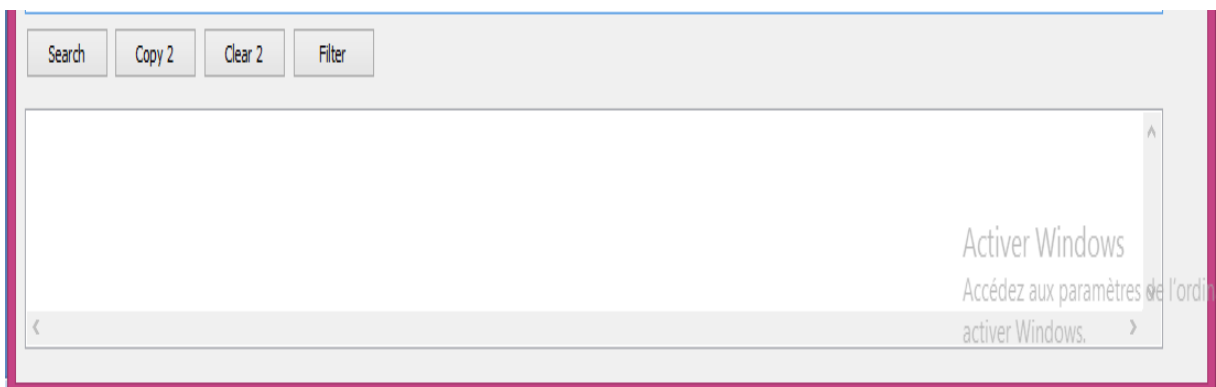 Search Copy 2 Clear 2 Filter
Activer Windows
Accédez aux paramètres de l'ordin
activer Windows.